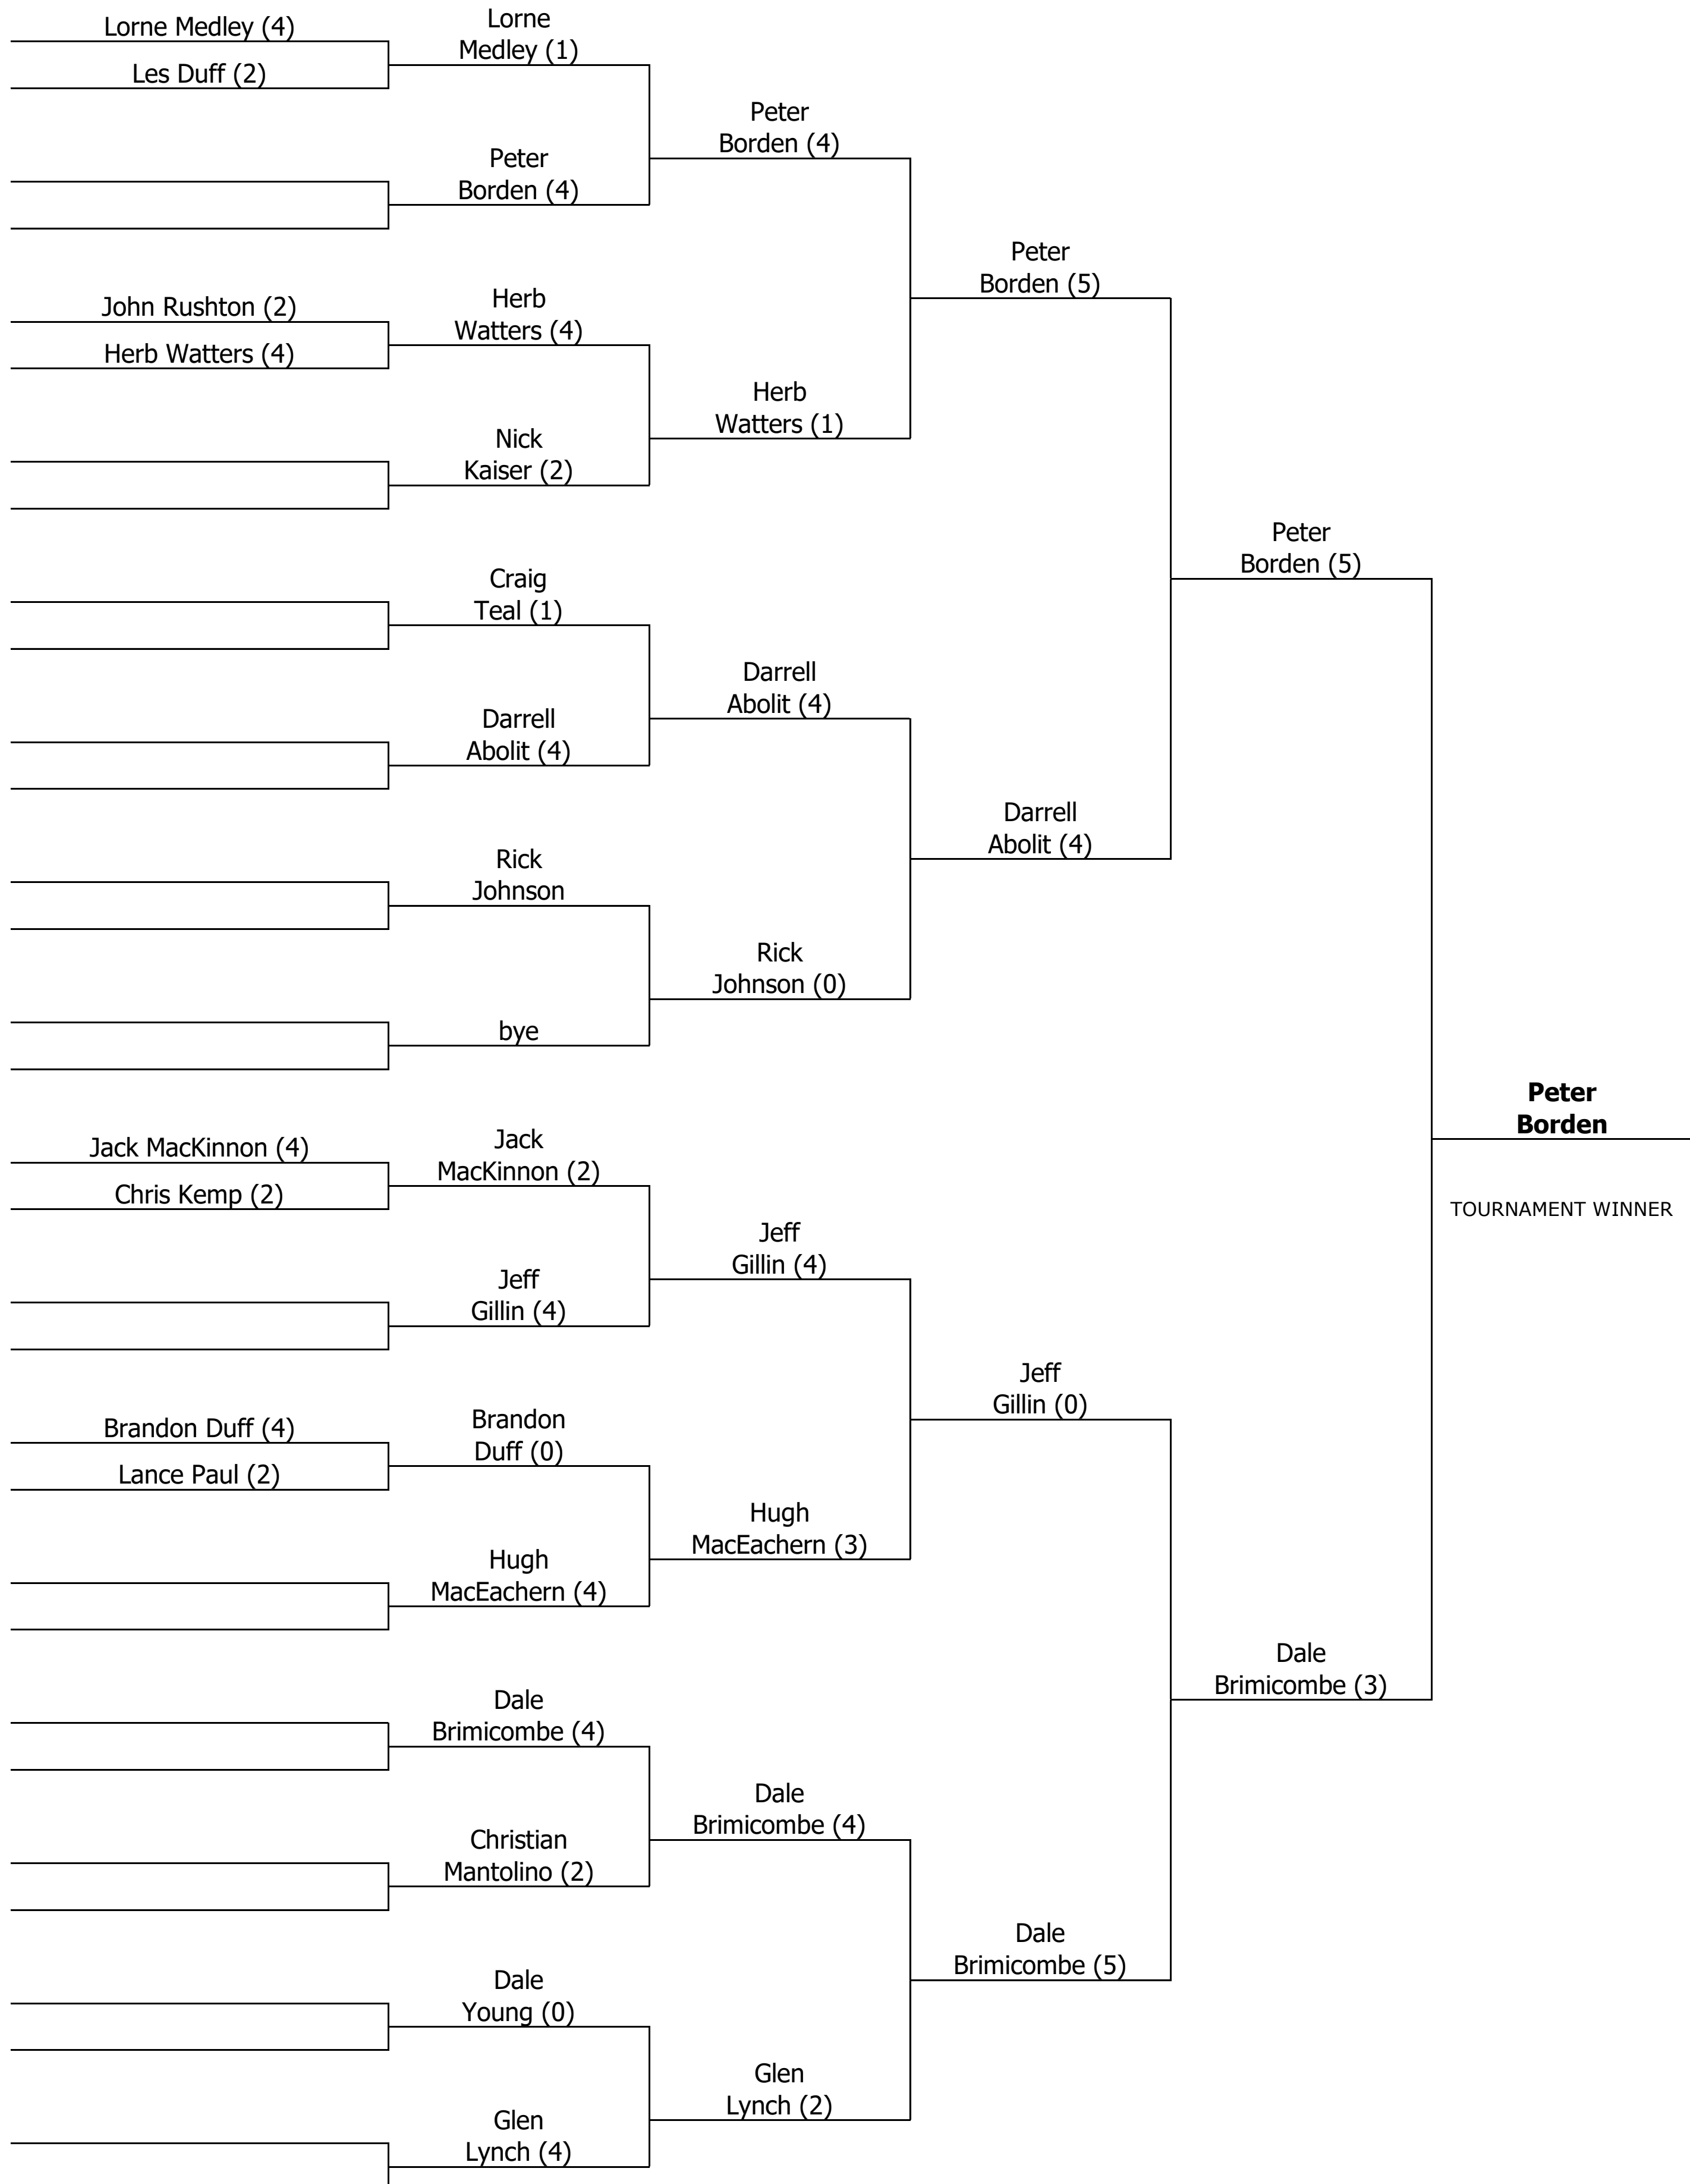 Lorne Medley (4)
Les Duff (2)
John Rushton (2)
Herb Watters (4)
Jack MacKinnon (4)
Chris Kemp (2)
Brandon Duff (4)
Lance Paul (2)
Lorne
Medley (1)
Peter
Borden (4)
Herb
Watters (4)
Nick
Kaiser (2)
Craig
Teal (1)
Darrell
Abolit (4)
Rick
Johnson
bye
Jack
MacKinnon (2)
Jeff
Gillin (4)
Brandon
Duff (0)
Hugh
MacEachern (4)
Dale
Brimicombe (4)
Christian
Mantolino (2)
Dale
Young (0)
Glen
Lynch (4)
Peter
Borden (4)
Herb
Watters (1)
Darrell
Abolit (4)
Rick
Johnson (0)
Jeff
Gillin (4)
Hugh
MacEachern (3)
Dale
Brimicombe (4)
Glen
Lynch (2)
Peter
Borden (5)
Darrell
Abolit (4)
Jeff
Gillin (0)
Dale
Brimicombe (5)
Peter
Borden (5)
Dale
Brimicombe (3)
Peter
Borden
TOURNAMENT WINNER